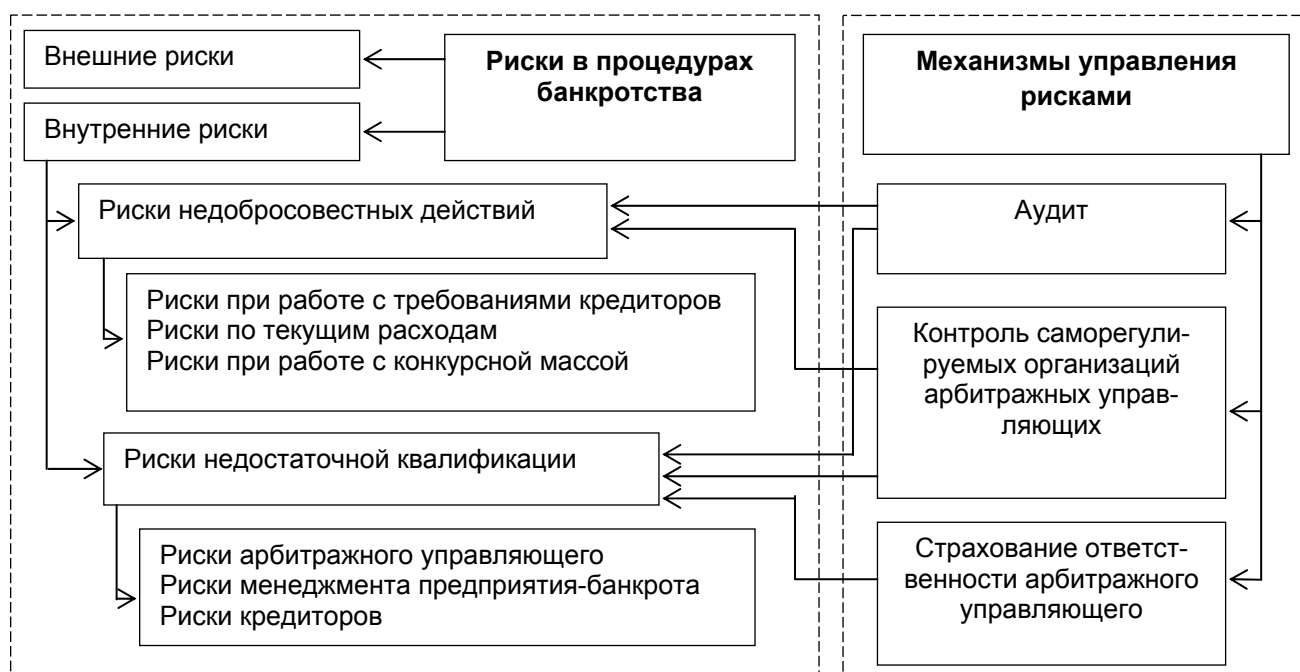 Внешние риски
Внутренние риски
Риски в процедурах
банкротства
Риски недобросовестных действий
Риски при работе с требованиями кредиторов
Риски по текущим расходам
Риски при работе с конкурсной массой
Риски недостаточной квалификации
Риски арбитражного управляющего
Риски менеджмента предприятия-банкрота
Риски кредиторов
Механизмы управления
рисками
Аудит
Контроль саморегули-
руемых организаций
арбитражных управ-
ляющих
Страхование ответст-
венности арбитражного
управляющего